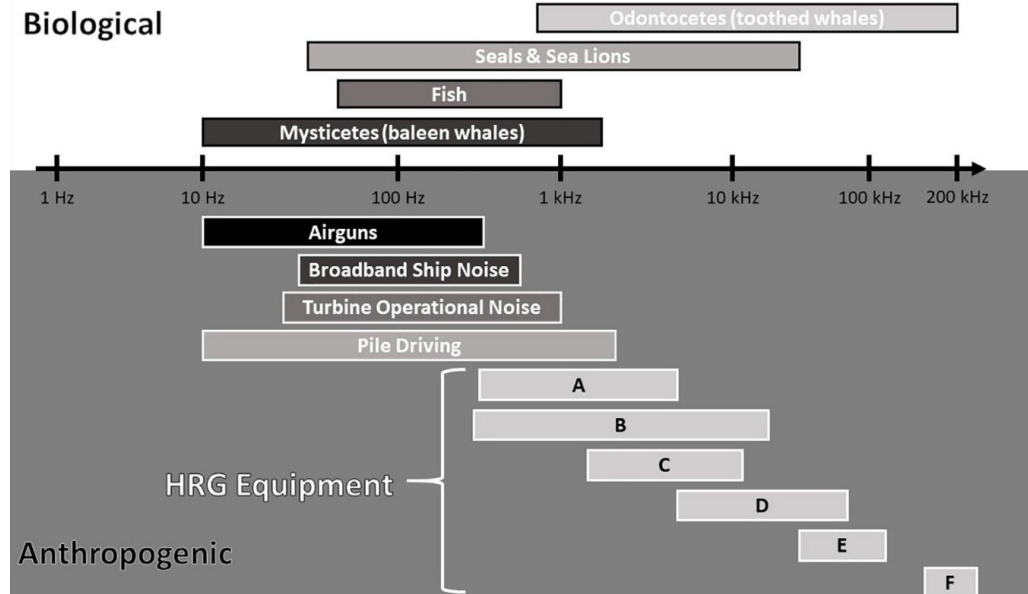 Biological
Odontocetes (toothed whales)
Seals & Sea Lions
Fish
Mysticetes (baleen whales)
1 Hz 10 Hz 100 Hz 1 kHz 10 kHz 100 kHz 200 kHz
Airguns
Broadband Ship Noise
Turbine Operational Noise
Pile Driving
A
B
C
HRG Equipment
D
E
Anthropogenic
F